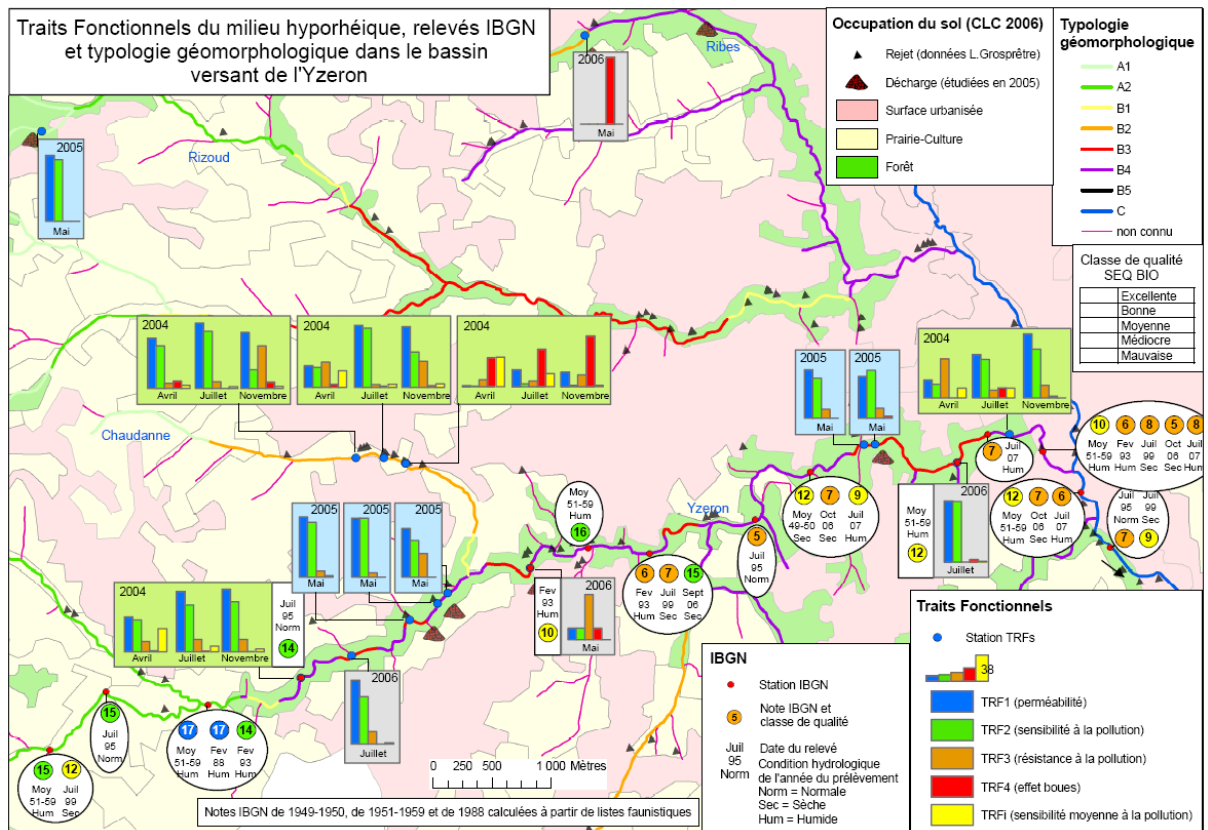 Traits Fonctionnels du milieu hyporhéique, relevés IBGN
et typologie géomorphologique dans le bassin
versant de l'Yzeron
Occupation du sol (CLC 2006)
Rejet (données L.Grosprêtre)
Décharge (étudiées en 2005)
Surface urbanisée
Prairie-Culture
Forêt
Typologie
géomorphologique
A1
A2
B1
B2
B3
B4
B5
C
non connu
Classe de qualité
SEQ BIO
Excellente
Bonne
Moyenne
Médiocre
Mauvaise
Ribes
2006
Mai
Rizoud
2005
Mai
2004
Avril Juillet Novembre
2004
Avril Juillet Novembre
2004
Avril Juillet Novembre
Chaudanne
2005
Mai
2005
Mai
2004
Avril Juillet Novembre
10 6 8 5 8
Moy Fev Juil Oct Juil
51-59 93 99 06 07
Hum Hum Sec Sec Hum
7
Juil
07
Hum
Moy
51-59
Hum
16
Yzeron
12 7 9
Moy Oct Juil
49-50 06 07
Sec Sec Hum
Moy
51-59
Hum
12
2006
Juillet
12 7 6
Moy Oct Juil
51-59 06 07
Hum Sec Hum
Juil Juil
95 99
Norm Sec
7 9
2005
Mai
2005
Mai
2005
Mai
5
Juil
95
Norm
6 7 15
Fev Juil Sept
93 99 06
Hum Sec Sec
Fev
93
Hum
10
2006
Mai
2004
Avril Juillet Novembre
Juil
95
Norm
14
2006
Juillet
15
Juil
95
Norm
17 17 14
Moy Fev Fev
51-59 88 93
Hum Hum Hum
15 12
Moy Juil
51-59 99
Hum Sec
0 250 500 1 000 Mètres
Notes IBGN de 1949-1950, de 1951-1959 et de 1988 calculées à partir de listes faunistiques
IBGN
Station IBGN
5
Note IBGN et
classe de qualité
Juil
95
Norm
Date du relevé
Condition hydrologique
de l'année du prélèvement
Norm = Normale
Sec = Sèche
Hum = Humide
Traits Fonctionnels
Station TRFs
38
TRF1 (perméabilité)
TRF2 (sensibilité à la pollution)
TRF3 (résistance à la pollution)
TRF4 (effet boues)
TRFi (sensibilité moyenne à la pollution)